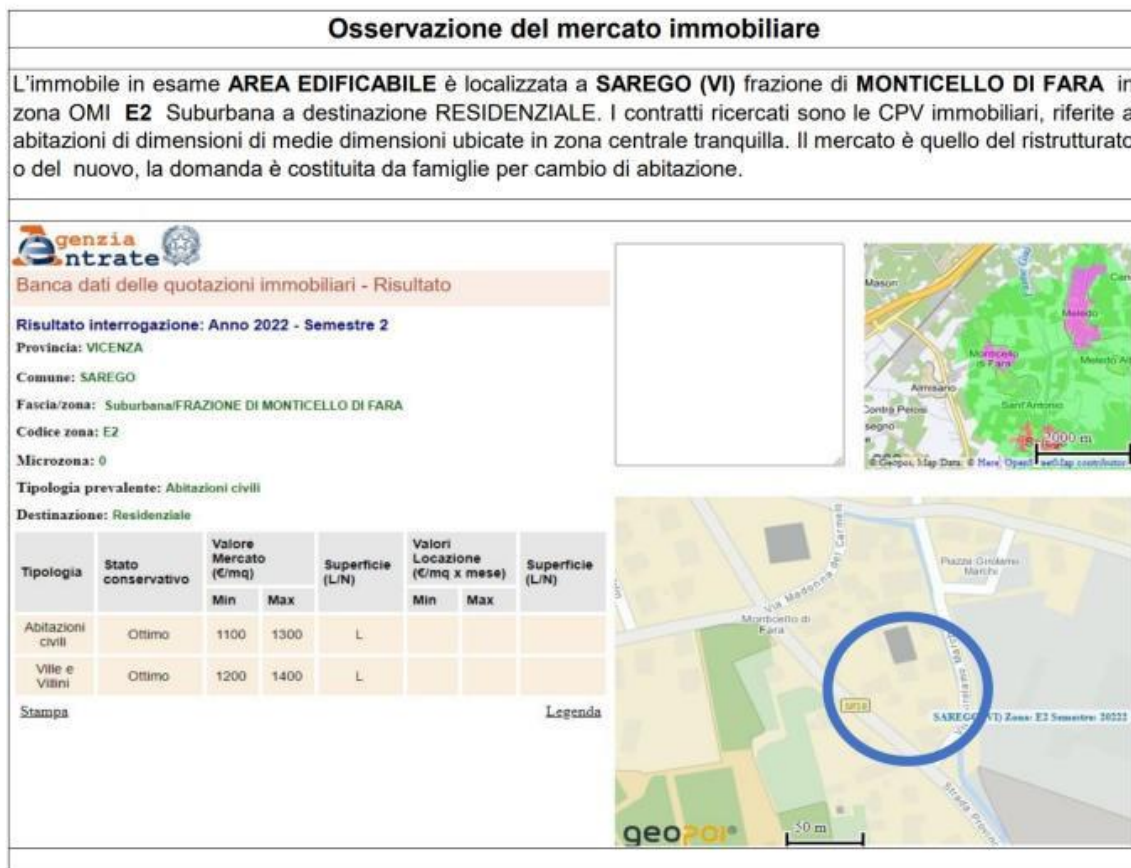 Osservazione del mercato immobiliare
L'immobile in esame AREA EDIFICABILE è localizzata a SAREGO (VI) frazione di MONTICELLO DI FARA in
zona OMI E2 Suburbana a destinazione RESIDENZIALE. I contratti ricercati sono le CPV immobiliari, riferite a
abitazioni di dimensioni di medie dimensioni ubicate in zona centrale tranquilla. Il mercato è quello del ristrutturato
o del nuovo, la domanda è costituita da famiglie per cambio di abitazione.
agenzia
entrate
Banca dati delle quotazioni immobiliari - Risultato
Risultato interrogazione: Anno 2022 - Semestre 2
Provincia: VICENZA
Comune: SAREGO
Fascia/zona: Suburbana/FRAZIONE DI MONTICELLO DI FARA
Codice zona: E2
Microzona: 0
Tipologia prevalente: Abitazioni civili
Destinazione: Residenziale
Tipologia Stato conservativo Valore Mercato (€/mq) Superficie (L/N) Valori Locazione (€/mq x mese) Superficie (L/N)
Min Max Min Max
Abitazioni civili Ottimo 1100 1300 L
Ville e Villini Ottimo 1200 1400 L
Stampa Legenda
Mason
Meledo
Monticello di Fara
Almisano
Sant'Antonio
2000 m
Via Madonna del Carmelo
Piazza Girolamo Marchi
Monticello di Fara
SAREGO (VI) Zona: E2 Semestre: 20222
Strada Provinc
geopoi
50 m